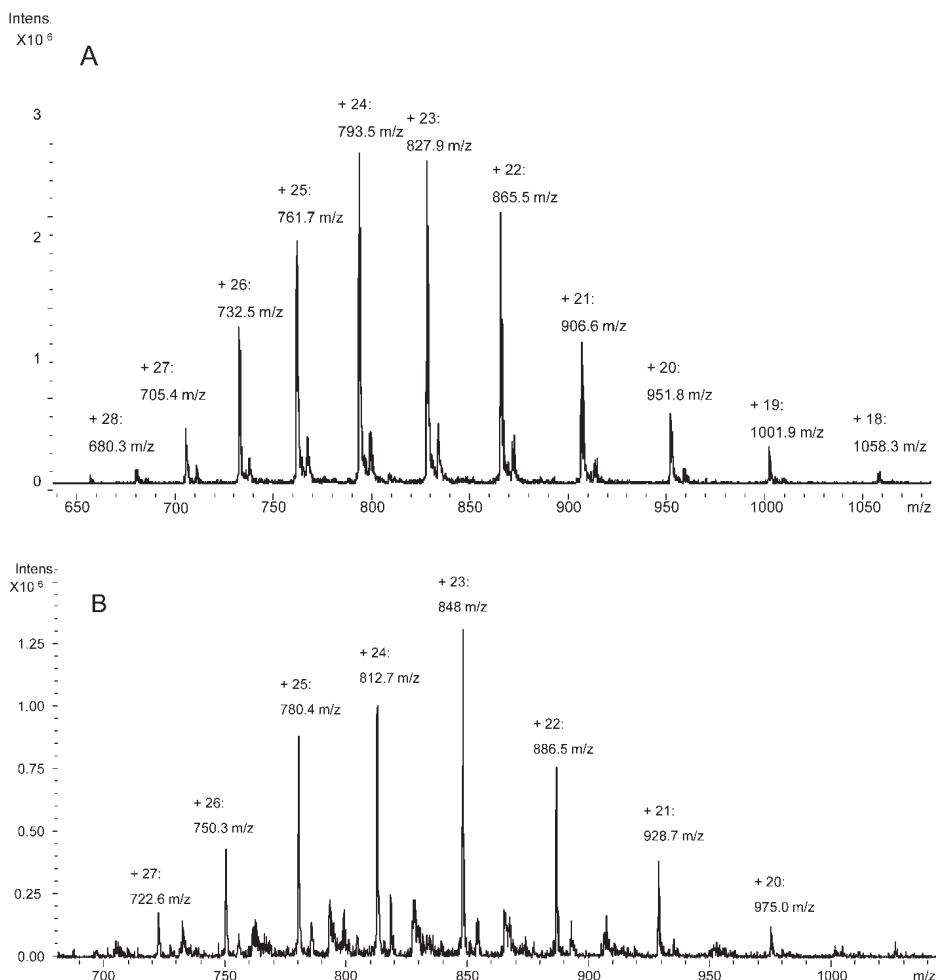 Intens.
X10 6
A
3
2
1
0
+ 28:
680.3 m/z
+ 27:
705.4 m/z
+ 26:
732.5 m/z
+ 25:
761.7 m/z
+ 24:
793.5 m/z
+ 23:
827.9 m/z
+ 22:
865.5 m/z
+ 21:
906.6 m/z
+ 20:
951.8 m/z
+ 19:
1001.9 m/z
+ 18:
1058.3 m/z
650 700 750 800 850 900 950 1000 1050 m/z
Intens.
X10 6
B
1.25
1.00
0.75
0.50
0.25
0.00
+ 27:
722.6 m/z
+ 26:
750.3 m/z
+ 25:
780.4 m/z
+ 24:
812.7 m/z
+ 23:
848 m/z
+ 22:
886.5 m/z
+ 21:
928.7 m/z
+ 20:
975.0 m/z
700 750 800 850 900 950 1000 m/z